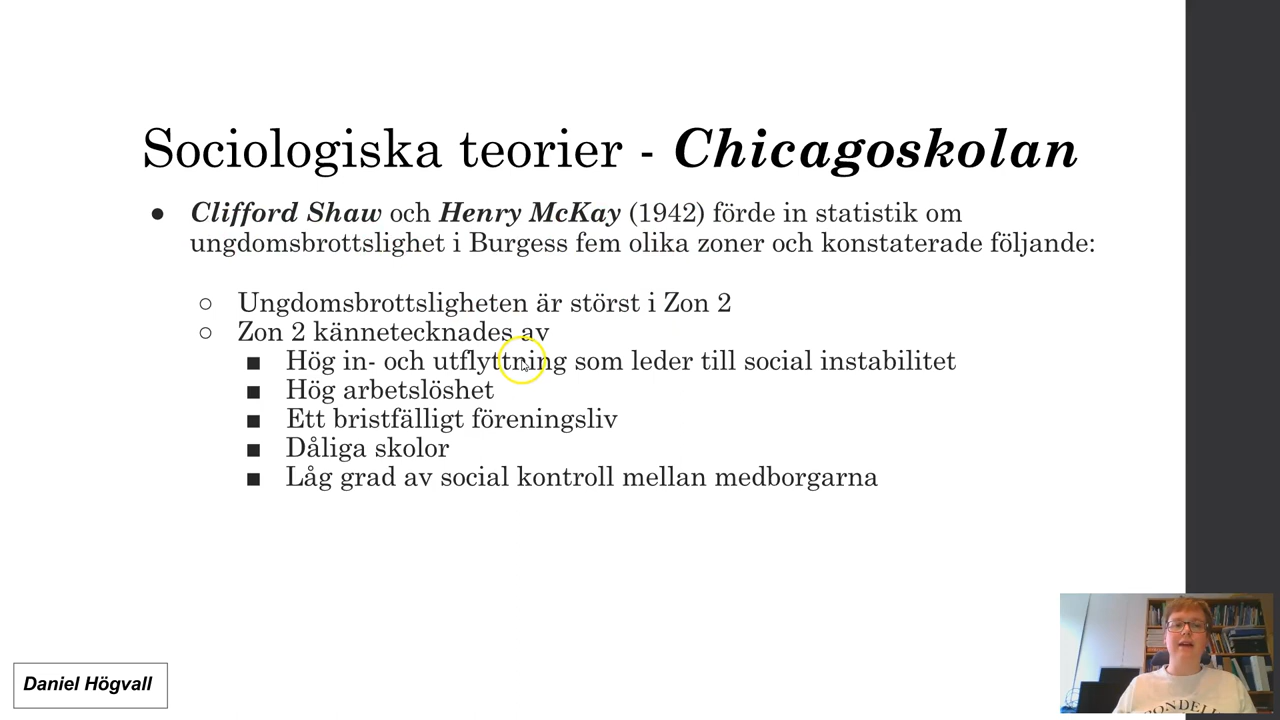 Sociologiska teorier - Chicagoskolan
● Clifford Shaw och Henry McKay (1942) förde in statistik om
ungdomsbrottslighet i Burgess fem olika zoner och konstaterade följande:
○ Ungdomsbrottsligheten är störst i Zon 2
○ Zon 2 kännetecknades av
■ Hög in- och utflyttning som leder till social instabilitet
■ Hög arbetslöshet
■ Ett bristfälligt föreningsliv
■ Dåliga skolor
■ Låg grad av social kontroll mellan medborgarna
Daniel Högvall